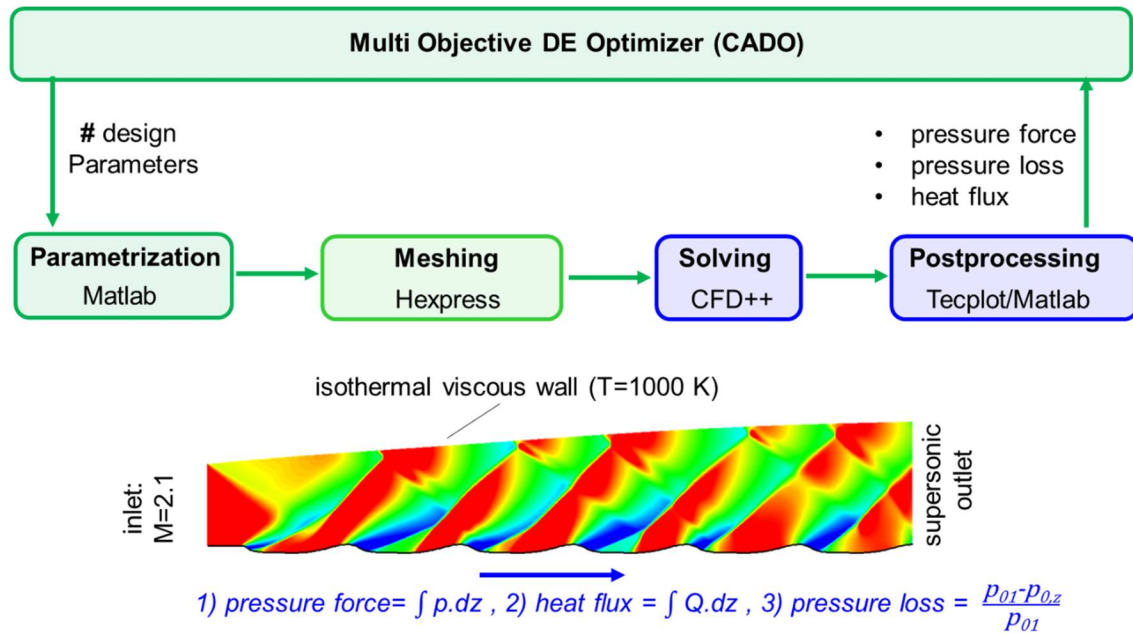 Multi Objective DE Optimizer (CADO)
# design
Parameters
• pressure force
• pressure loss
• heat flux
Parametrization
Matlab
Meshing
Hexpress
Solving
CFD++
Postprocessing
Tecplot/Matlab
isothermal viscous wall (T=1000 K)
inlet:
M=2.1
supersonic
outlet
1) pressure force= ∫ p.dz , 2) heat flux = ∫ Q.dz , 3) pressure loss = (p₀₁-p₀,z)/p₀₁